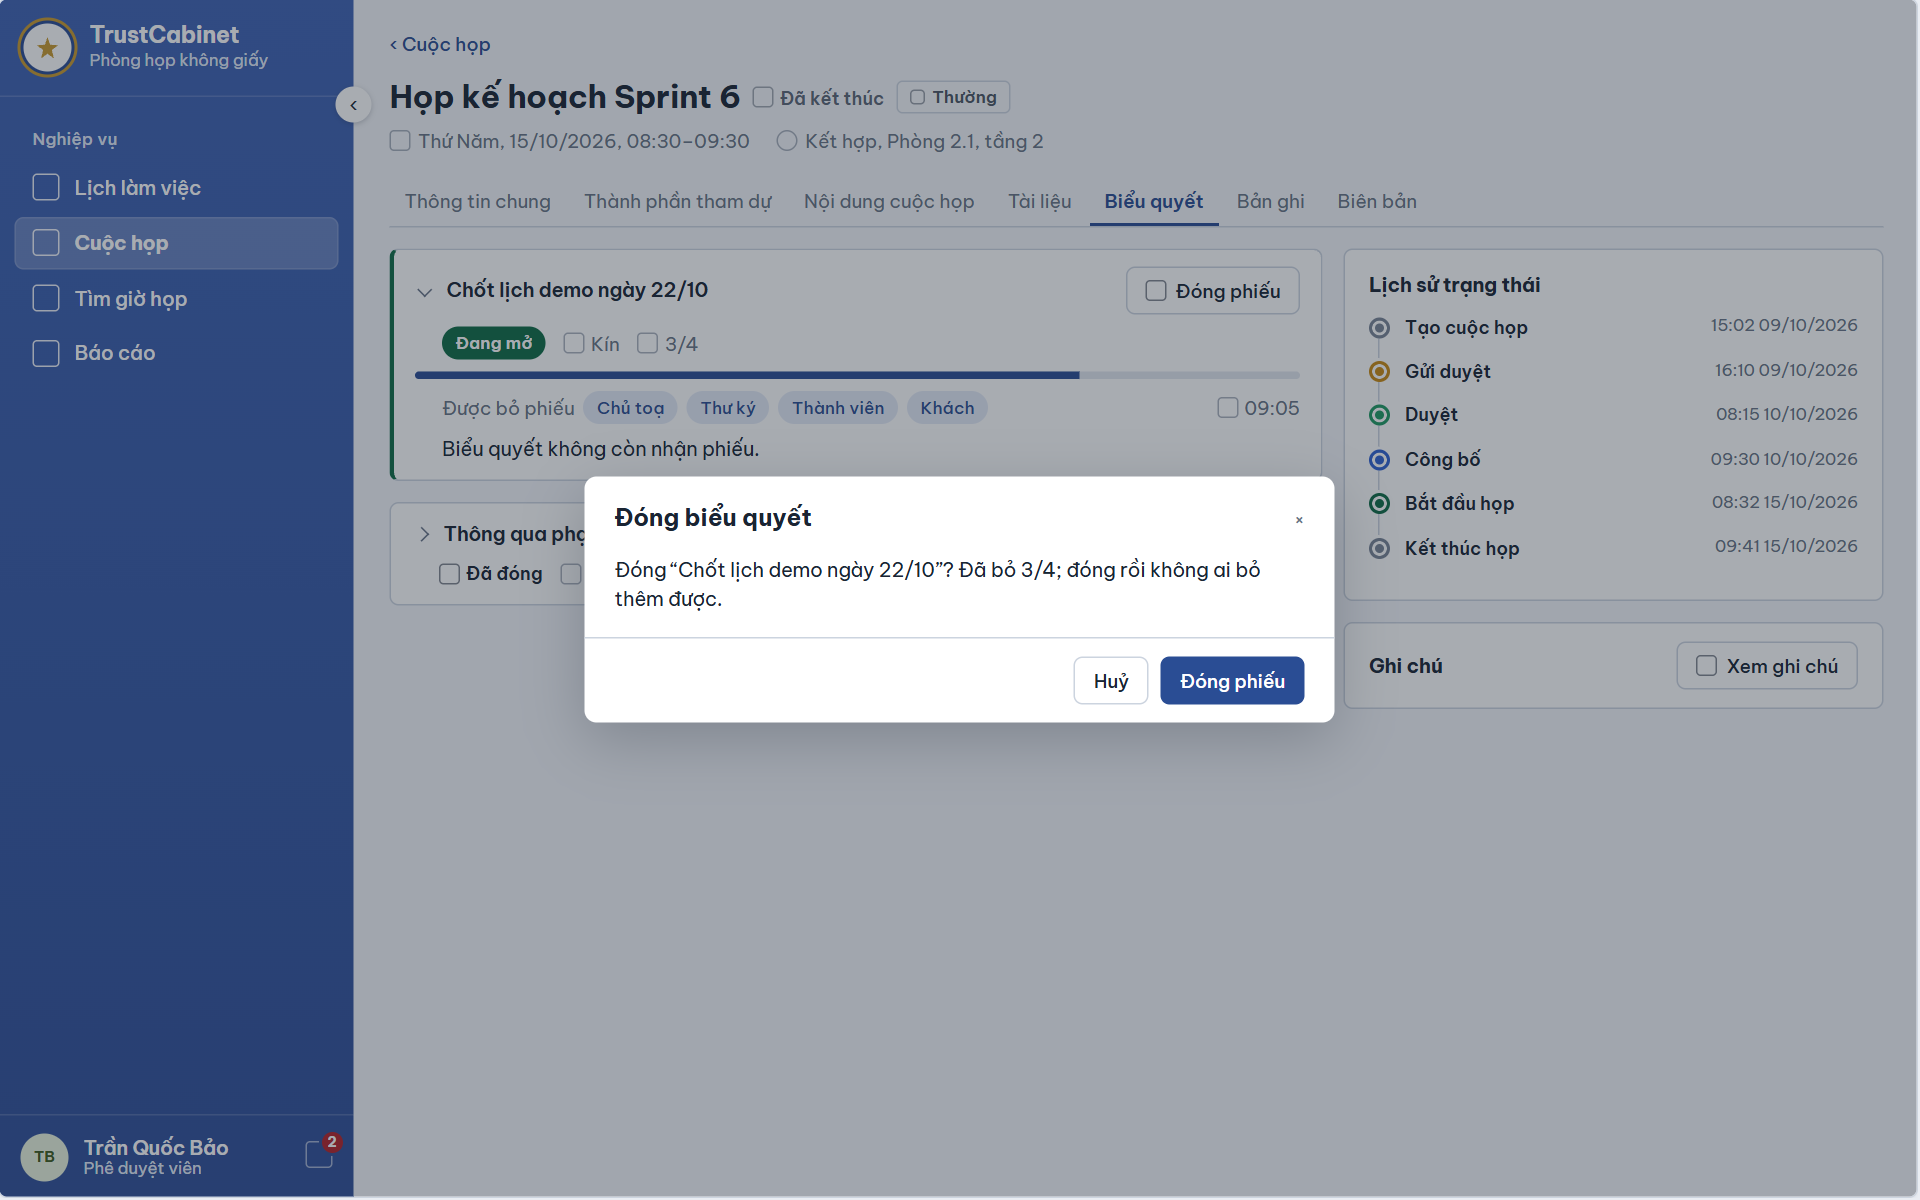 TrustCabinet
Phòng họp không giấy
Nghiệp vụ
Lịch làm việc
Cuộc họp
Tìm giờ họp
Báo cáo
TB
Trần Quốc Bảo
Phê duyệt viên
2
‹ Cuộc họp
Họp kế hoạch Sprint 6
Đã kết thúc
Thường
Thứ Năm, 15/10/2026, 08:30–09:30
Kết hợp, Phòng 2.1, tầng 2
Thông tin chung
Thành phần tham dự
Nội dung cuộc họp
Tài liệu
Biểu quyết
Bản ghi
Biên bản
Chốt lịch demo ngày 22/10
Đóng phiếu
Đang mở
Kín
3/4
Được bỏ phiếu
Chủ toạ
Thư ký
Thành viên
Khách
09:05
Biểu quyết không còn nhận phiếu.
Thông qua
Đã đóng
Đóng biểu quyết
×
Đóng “Chốt lịch demo ngày 22/10”? Đã bỏ 3/4; đóng rồi không ai bỏ
thêm được.
Huỷ
Đóng phiếu
Lịch sử trạng thái
Tạo cuộc họp
15:02 09/10/2026
Gửi duyệt
16:10 09/10/2026
Duyệt
08:15 10/10/2026
Công bố
09:30 10/10/2026
Bắt đầu họp
08:32 15/10/2026
Kết thúc họp
09:41 15/10/2026
Ghi chú
Xem ghi chú